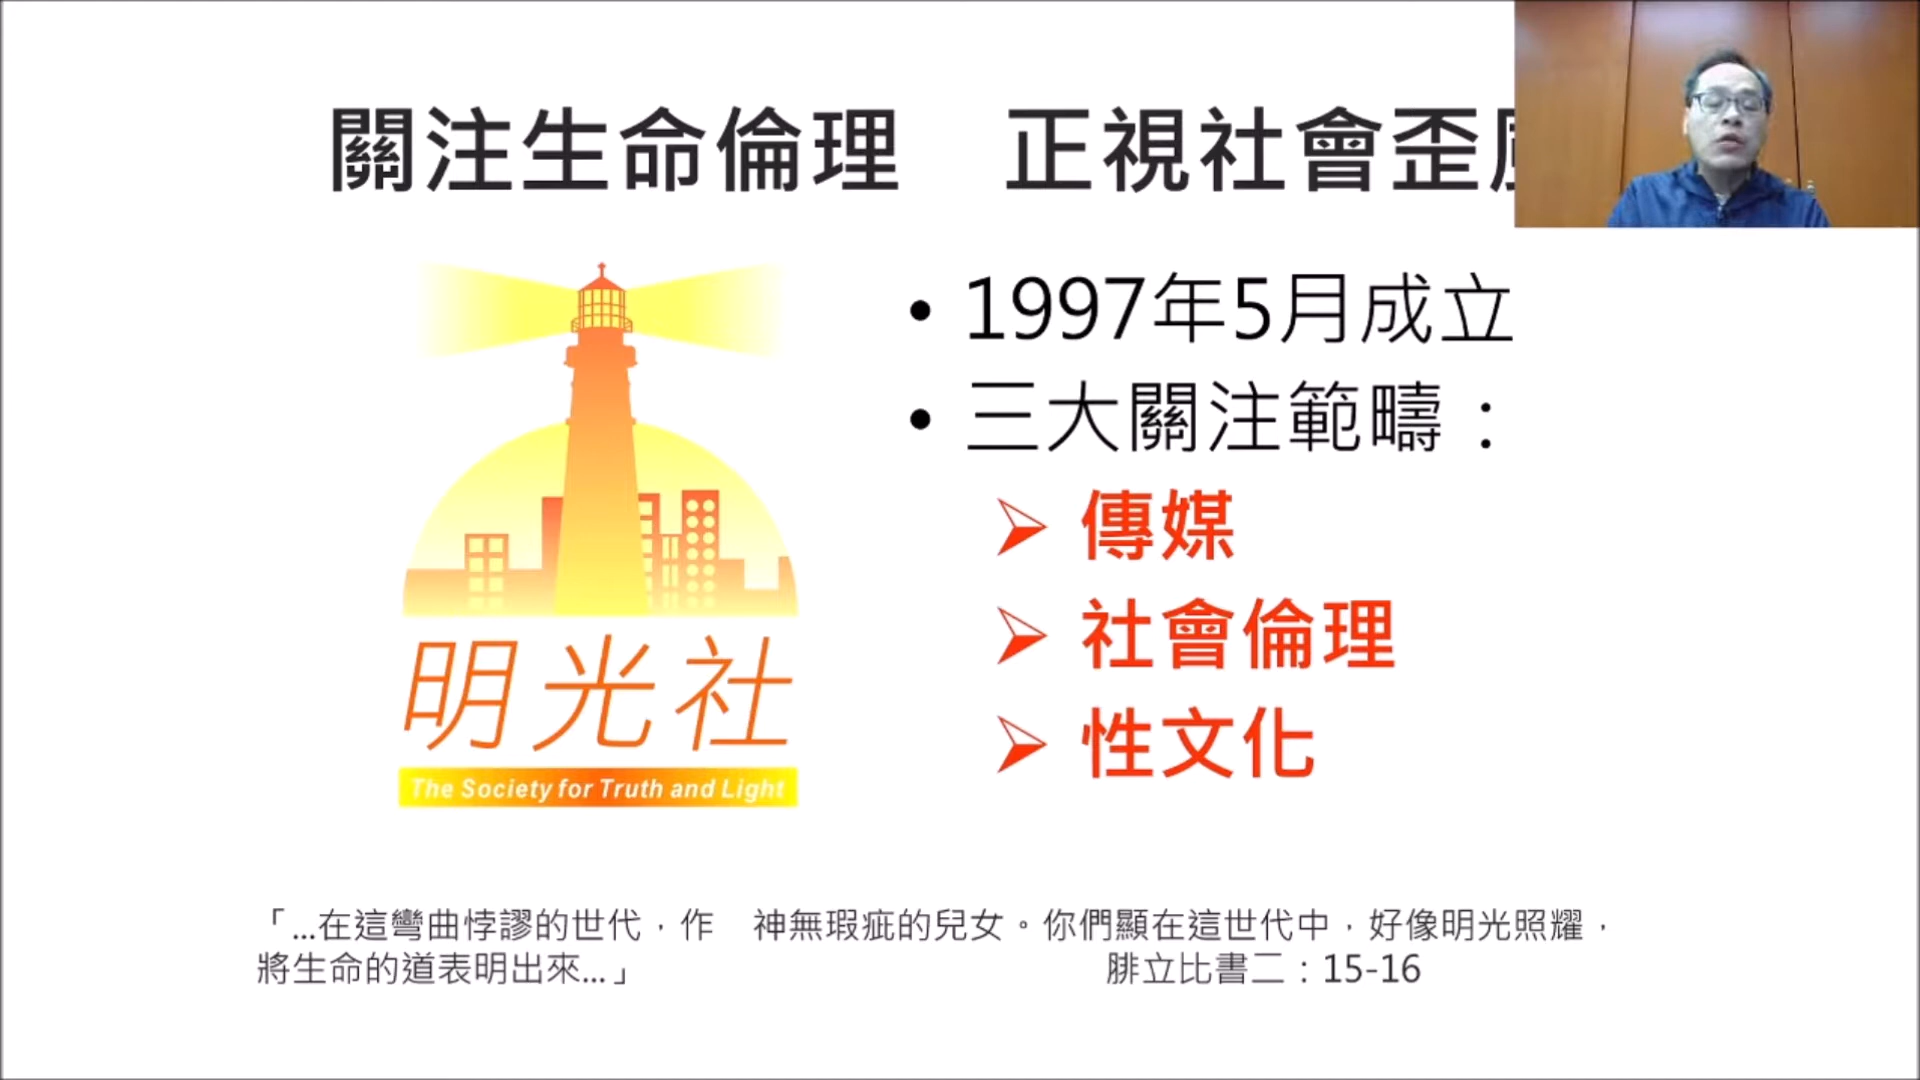 關注生命倫理　正視社會歪
• 1997年5月成立
• 三大關注範疇：
➢ 傳媒
➢ 社會倫理
➢ 性文化
明光社
The Society for Truth and Light
「...在這彎曲悖謬的世代，作　神無瑕疵的兒女。你們顯在這世代中，好像明光照耀，
將生命的道表明出來...」　腓立比書二：15-16